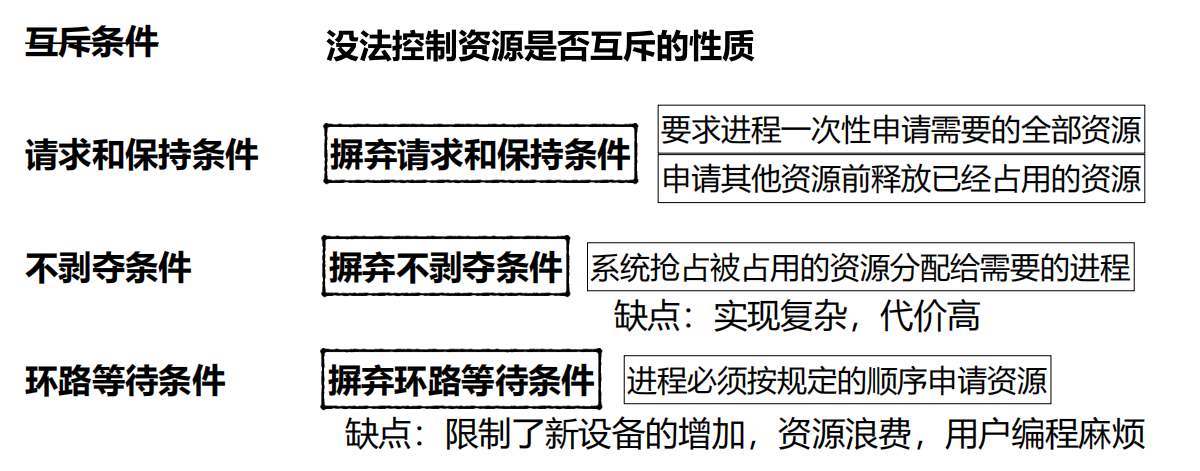 互斥条件 没法控制资源是否互斥的性质
请求和保持条件 摒弃请求和保持条件 要求进程一次性申请需要的全部资源
申请其他资源前释放已经占用的资源
不剥夺条件 摒弃不剥夺条件 系统抢占被占用的资源分配给需要的进程
缺点：实现复杂，代价高
环路等待条件 摒弃环路等待条件 进程必须按规定的顺序申请资源
缺点：限制了新设备的增加，资源浪费，用户编程麻烦